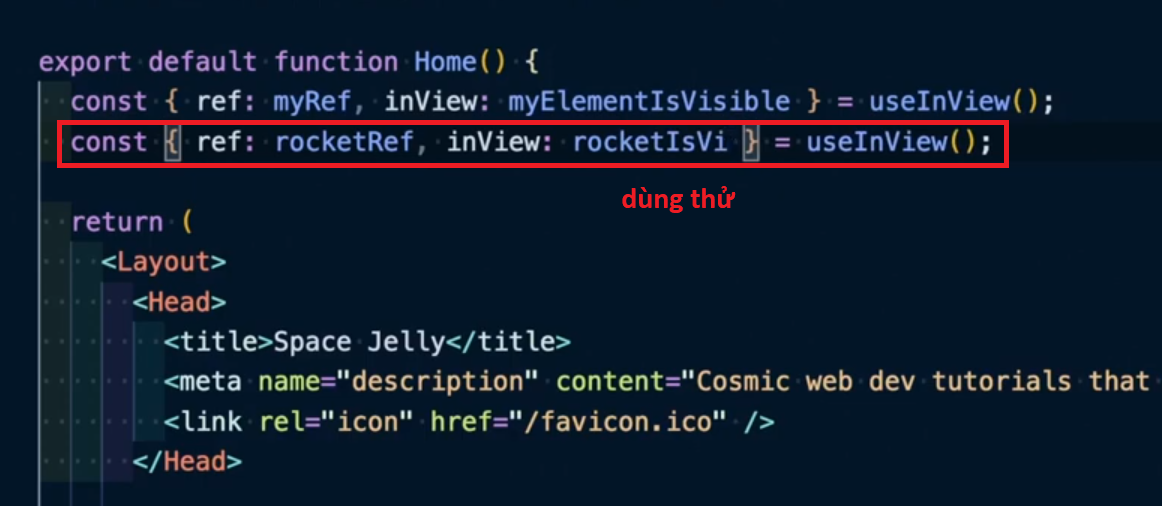 export default function Home() {
const { ref: myRef, inView: myElementIsVisible } = useInView();
const { ref: rocketRef, inView: rocketIsVi } = useInView();
dùng thử
return (
<Layout>
<Head>
<title>Space Jelly</title>
<meta name="description" content="Cosmic web dev tutorials that
<link rel="icon" href="/favicon.ico" />
</Head>